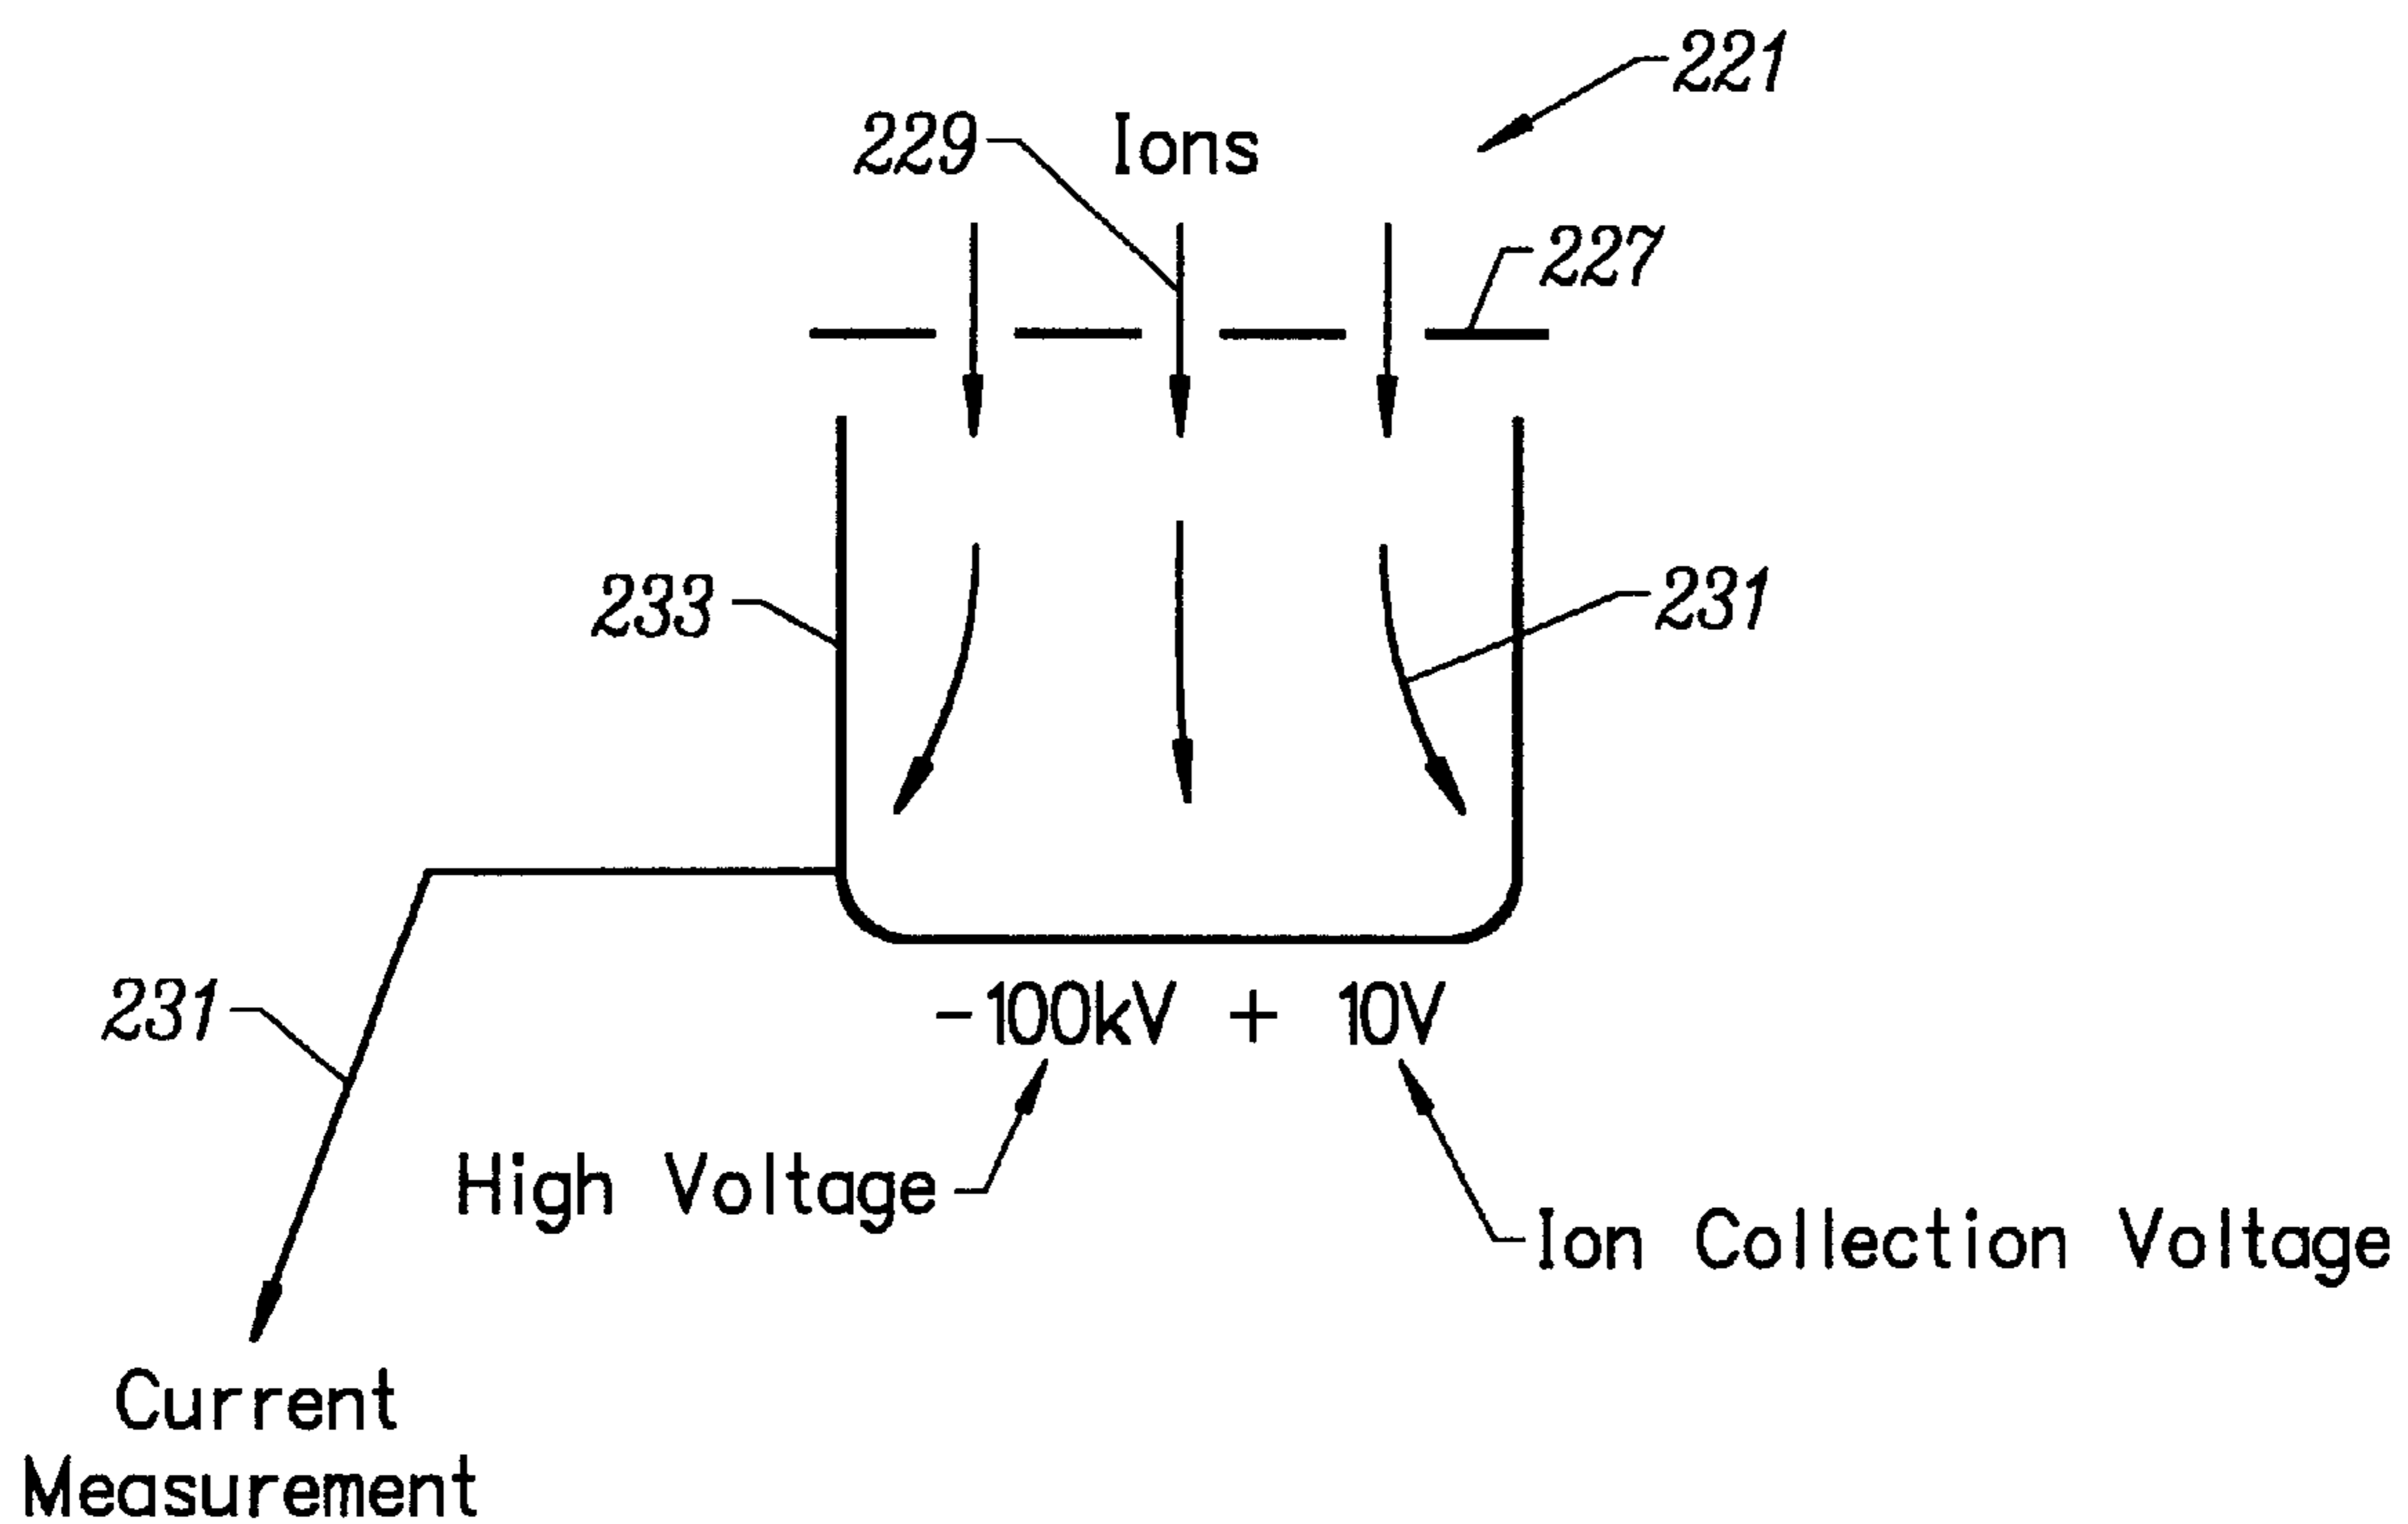 221
229 Ions
227
233
231
231
-100kV + 10V
High Voltage
Ion Collection Voltage
Current
Measurement